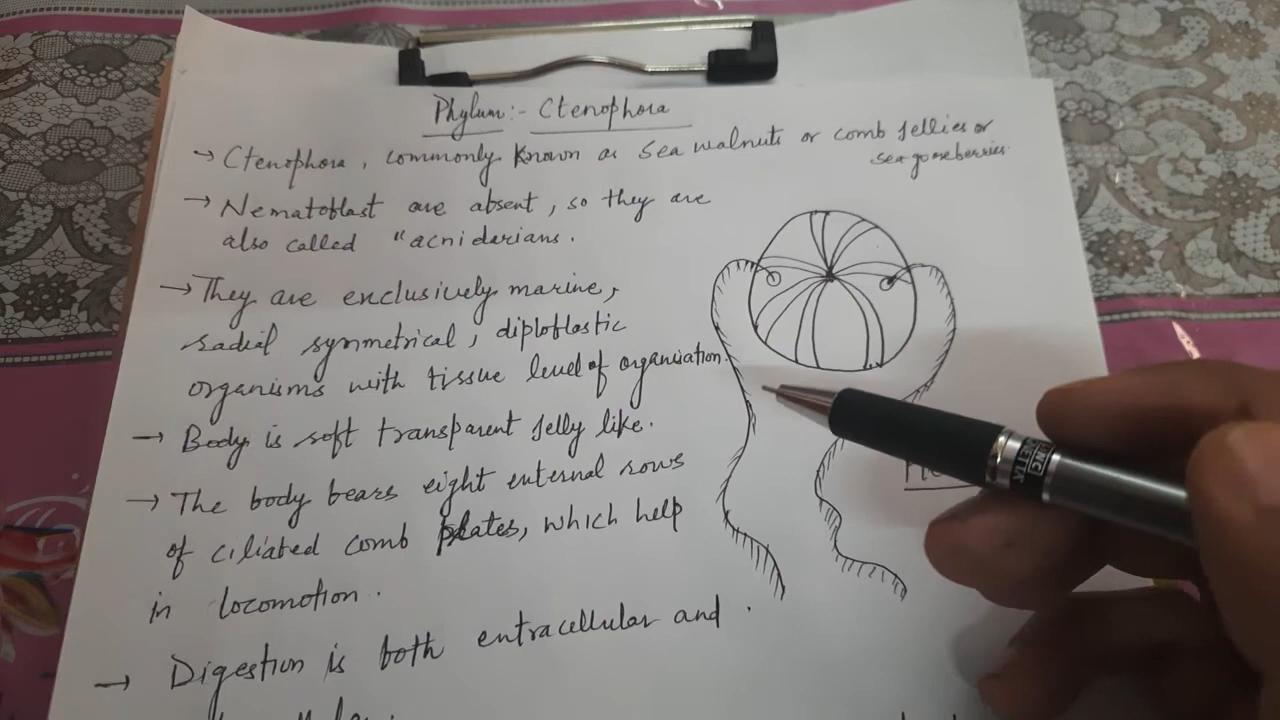 Phylum:- Ctenophora
→ Ctenophora, commonly known as sea walnuts or comb jellies or
sea gooseberries.
→ Nematoblast are absent, so they are
also called "acnidarians.
→ They are exclusively marine,
radial symmetrical, diploblastic
organisms with tissue level of organisation.
→ Body is soft transparent jelly like.
→ The body bears eight external rows
of ciliated comb plates, which help
in locomotion.
→ Digestion is both extracellular and